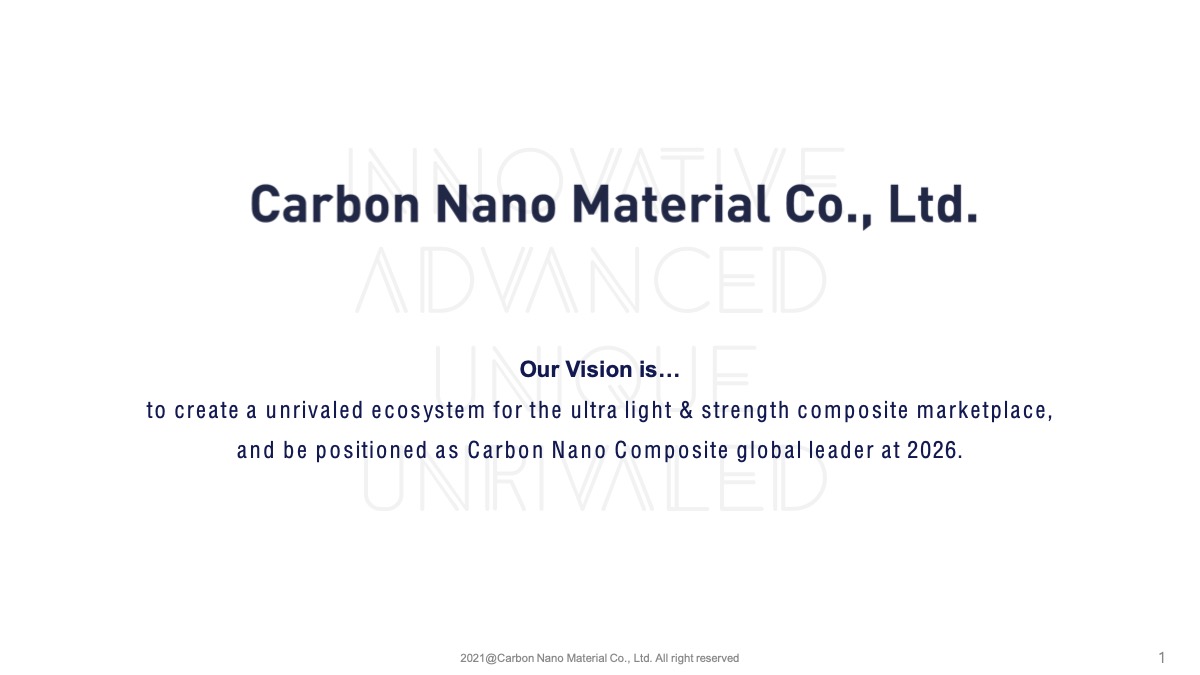 INNOVATIVE
Carbon Nano Material Co., Ltd.
ADVANCED
UNIQUE
Our Vision is…
to create a unrivaled ecosystem for the ultra light & strength composite marketplace,
and be positioned as Carbon Nano Composite global leader at 2026.
UNRIVALED
2021@Carbon Nano Material Co., Ltd. All right reserved
1